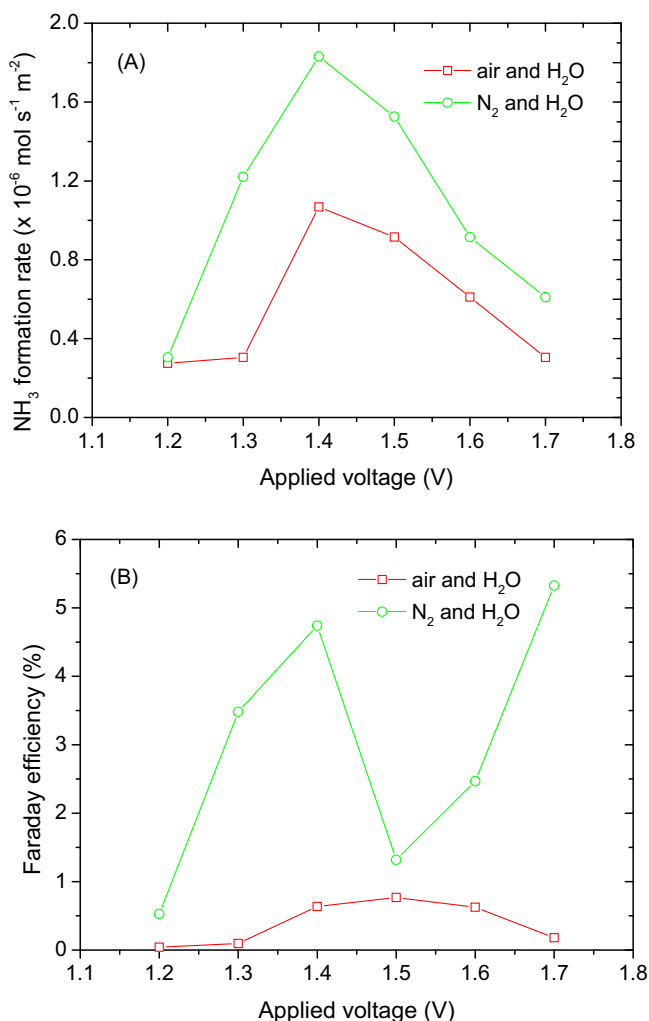 (A)
air and H₂O
N₂ and H₂O
NH₃ formation rate (x 10⁻⁶ mol s⁻¹ m⁻²)
2.0
1.6
1.2
0.8
0.4
0.0
1.1 1.2 1.3 1.4 1.5 1.6 1.7 1.8
Applied voltage (V)
(B)
air and H₂O
N₂ and H₂O
Faraday efficiency (%)
6
5
4
3
2
1
0
1.1 1.2 1.3 1.4 1.5 1.6 1.7 1.8
Applied voltage (V)